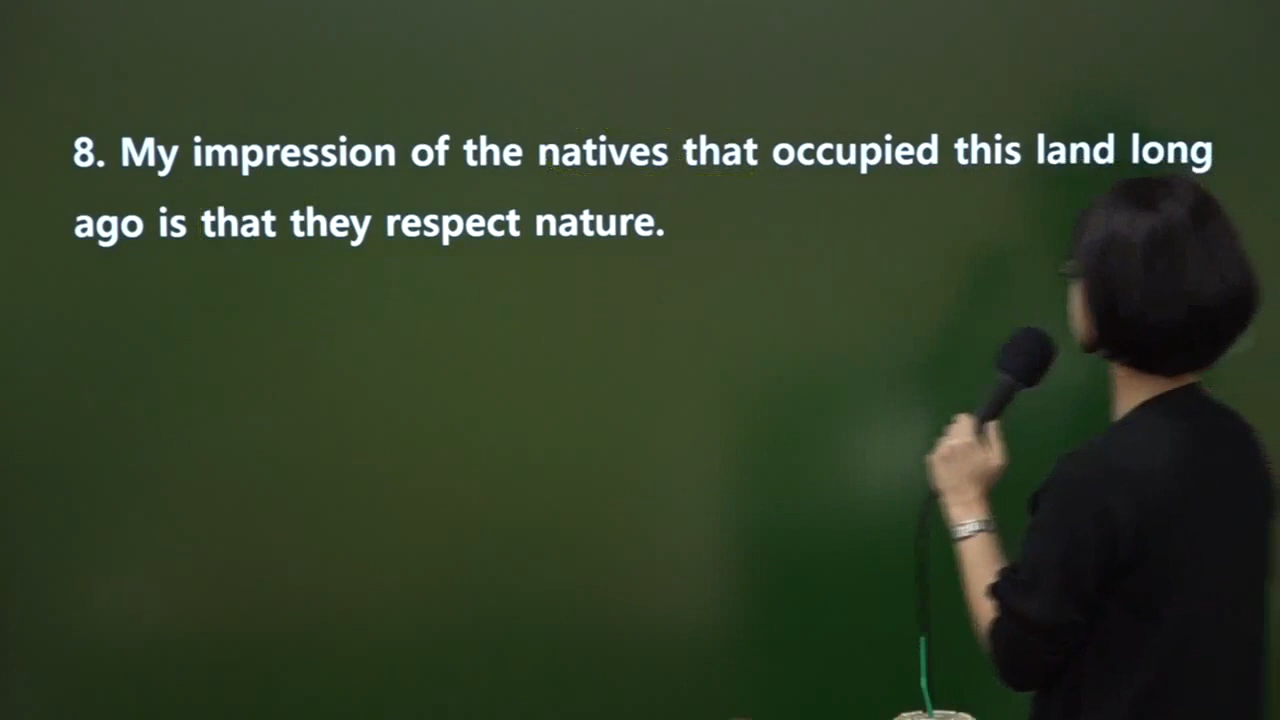 8. My impression of the natives that occupied this land long
ago is that they respect nature.